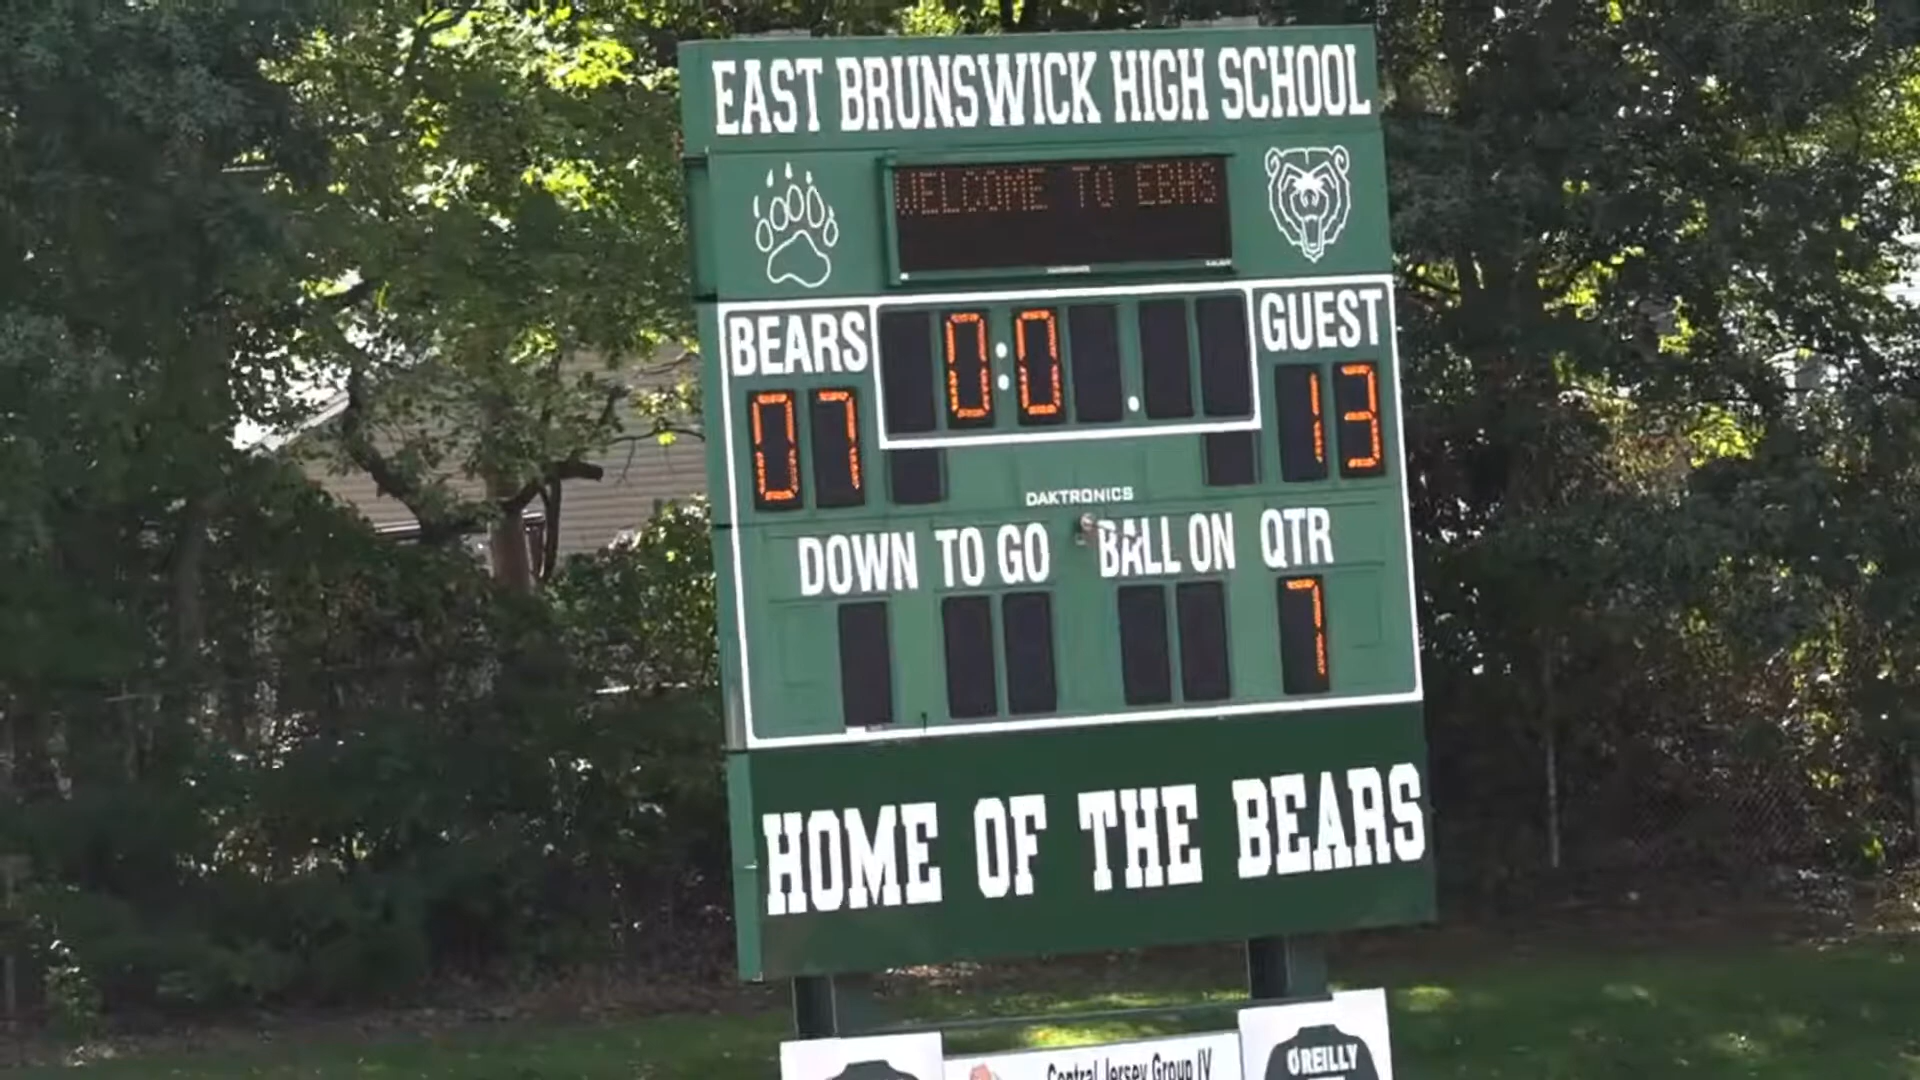 EAST BRUNSWICK HIGH SCHOOL
WELCOME TO EBHS
BEARS 0:0 . GUEST
07 13
DAKTRONICS
DOWN TO GO BALL ON QTR
7
HOME OF THE BEARS
Central Jersey Group IV
O'REILLY